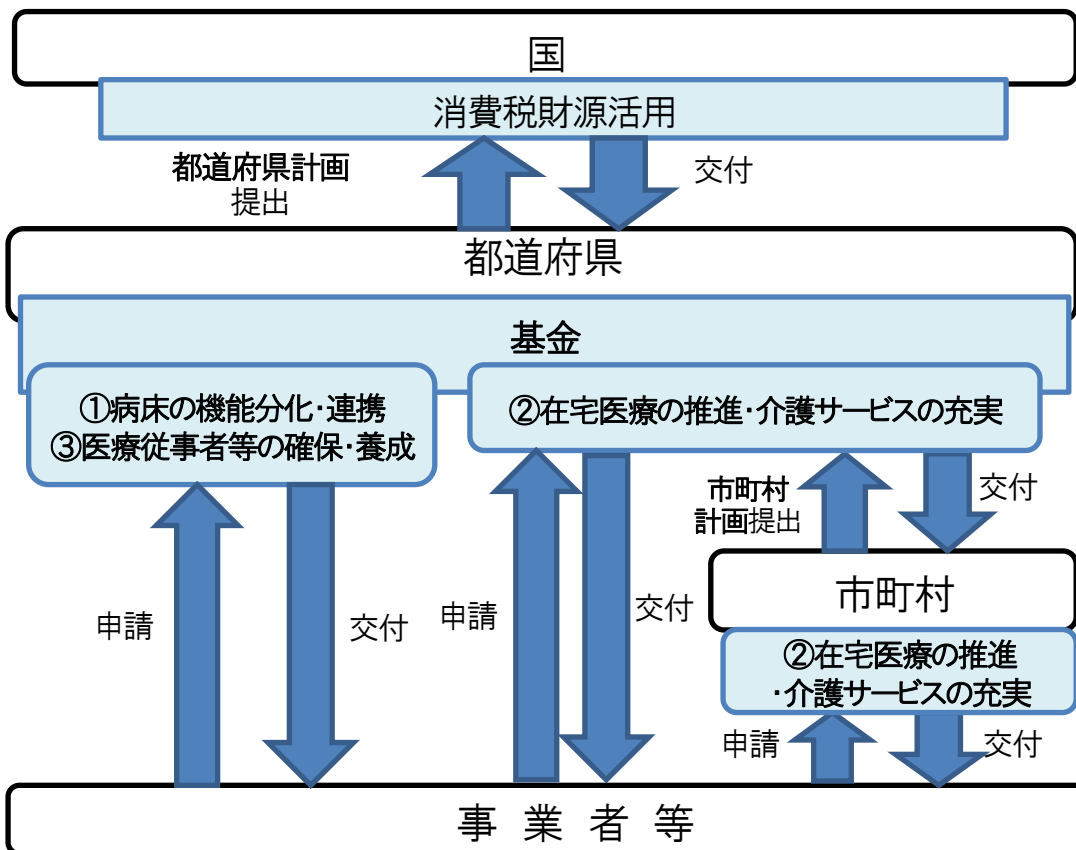 国
消費税財源活用
都道府県計画
提出
交付
都道府県
基金
①病床の機能分化・連携
③医療従事者等の確保・養成
②在宅医療の推進・介護サービスの充実
市町村
計画提出
交付
市町村
申請
交付
申請
交付
②在宅医療の推進
・介護サービスの充実
申請
交付
事業者等